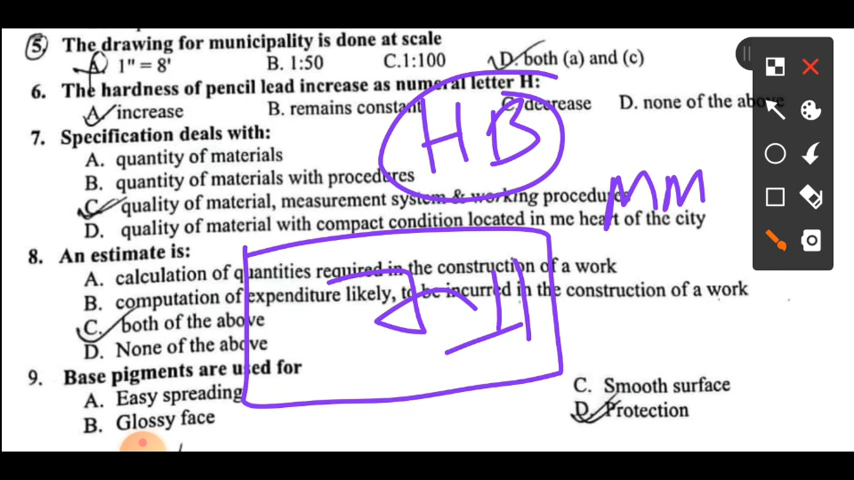 5. The drawing for municipality is done at scale
A. 1" = 8' B. 1:50 C.1:100 D. both (a) and (c)
6. The hardness of pencil lead increase as numeral letter H:
A. increase B. remains constant C. decrease D. none of the above
HB
7. Specification deals with:
A. quantity of materials
B. quantity of materials with procedures
C. quality of material, measurement system & working procedures
MM
D. quality of material with compact condition located in me heart of the city
8. An estimate is:
A. calculation of quantities required in the construction of a work
B. computation of expenditure likely, to be incurred in the construction of a work
C. both of the above
D. None of the above
9. Base pigments are used for
A. Easy spreading C. Smooth surface
B. Glossy face D. Protection